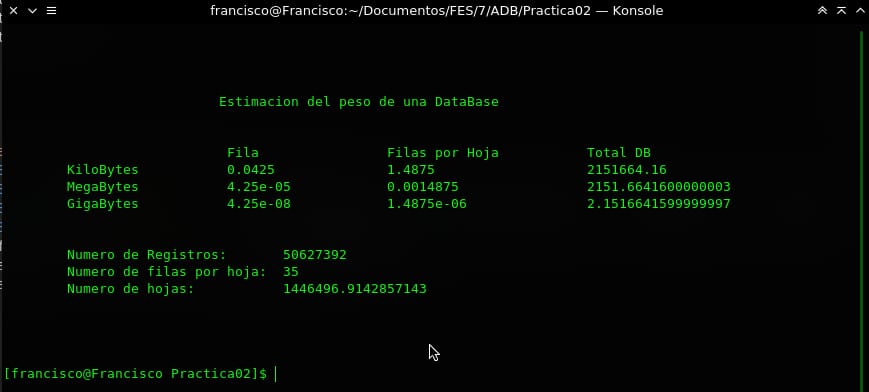 francisco@Francisco:~/Documentos/FES/7/ADB/Practica02 — Konsole
Estimacion del peso de una DataBase
Fila Filas por Hoja Total DB
KiloBytes 0.0425 1.4875 2151664.16
MegaBytes 4.25e-05 0.0014875 2151.6641600000003
GigaBytes 4.25e-08 1.4875e-06 2.1516641599999997
Numero de Registros: 50627392
Numero de filas por hoja: 35
Numero de hojas: 1446496.9142857143
[francisco@Francisco Practica02]$